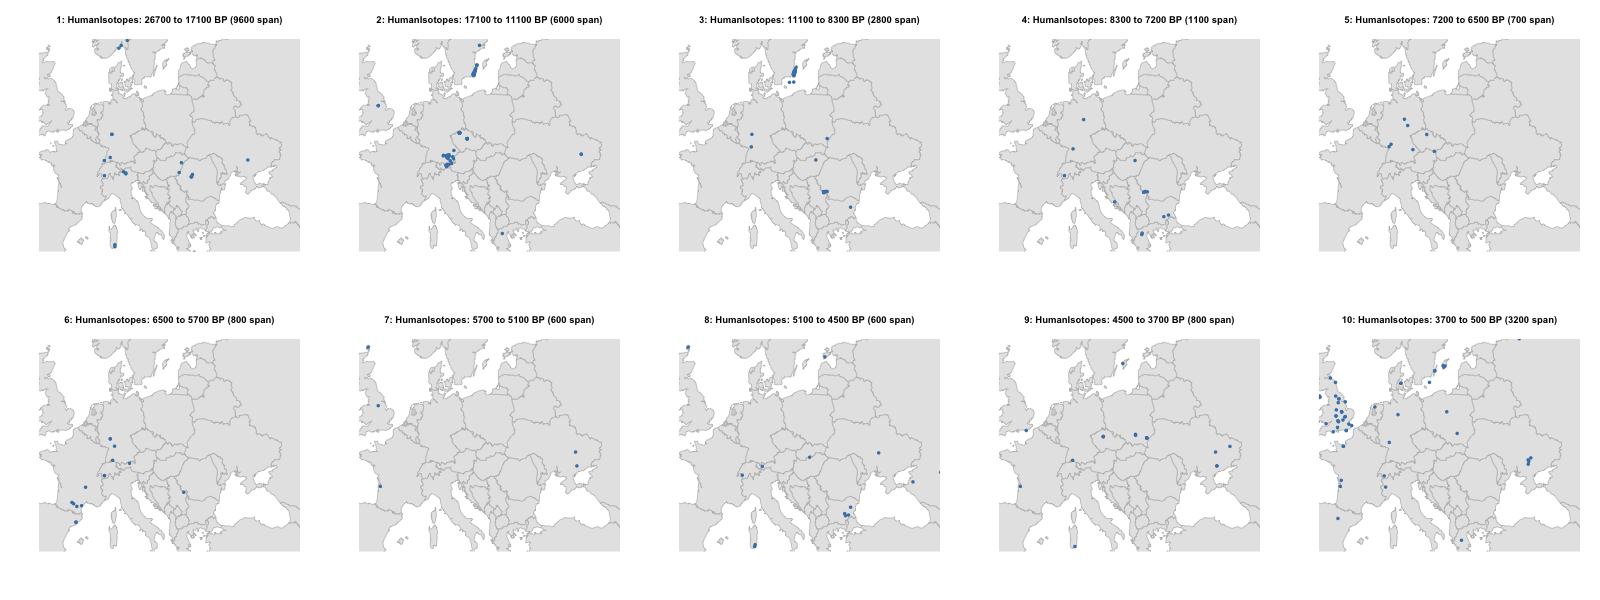 1: HumanIsotopes: 26700 to 17100 BP (9600 span)
2: HumanIsotopes: 17100 to 11100 BP (6000 span)
3: HumanIsotopes: 11100 to 8300 BP (2800 span)
4: HumanIsotopes: 8300 to 7200 BP (1100 span)
5: HumanIsotopes: 7200 to 6500 BP (700 span)
6: HumanIsotopes: 6500 to 5700 BP (800 span)
7: HumanIsotopes: 5700 to 5100 BP (600 span)
8: HumanIsotopes: 5100 to 4500 BP (600 span)
9: HumanIsotopes: 4500 to 3700 BP (800 span)
10: HumanIsotopes: 3700 to 500 BP (3200 span)